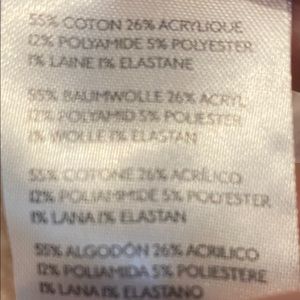 55% COTON 26% ACRYLIQUE
12% POLYAMIDE 5% POLYESTER
1% LAINE 1% ELASTANE
55% BAUMWOLLE 26% ACRYL
12% POLYAMID 5% POLIESTER
1% WOLLE 1% ELASTAN
55% COTONE 26% ACRÍLICO
12% POLIAMMIDE 5% POLYESTER
1% LANA 1% ELASTAN
55% ALGODÓN 26% ACRILICO
12% POLIAMIDA 5% POLIESTERE
1% LANA 1% ELASTANO